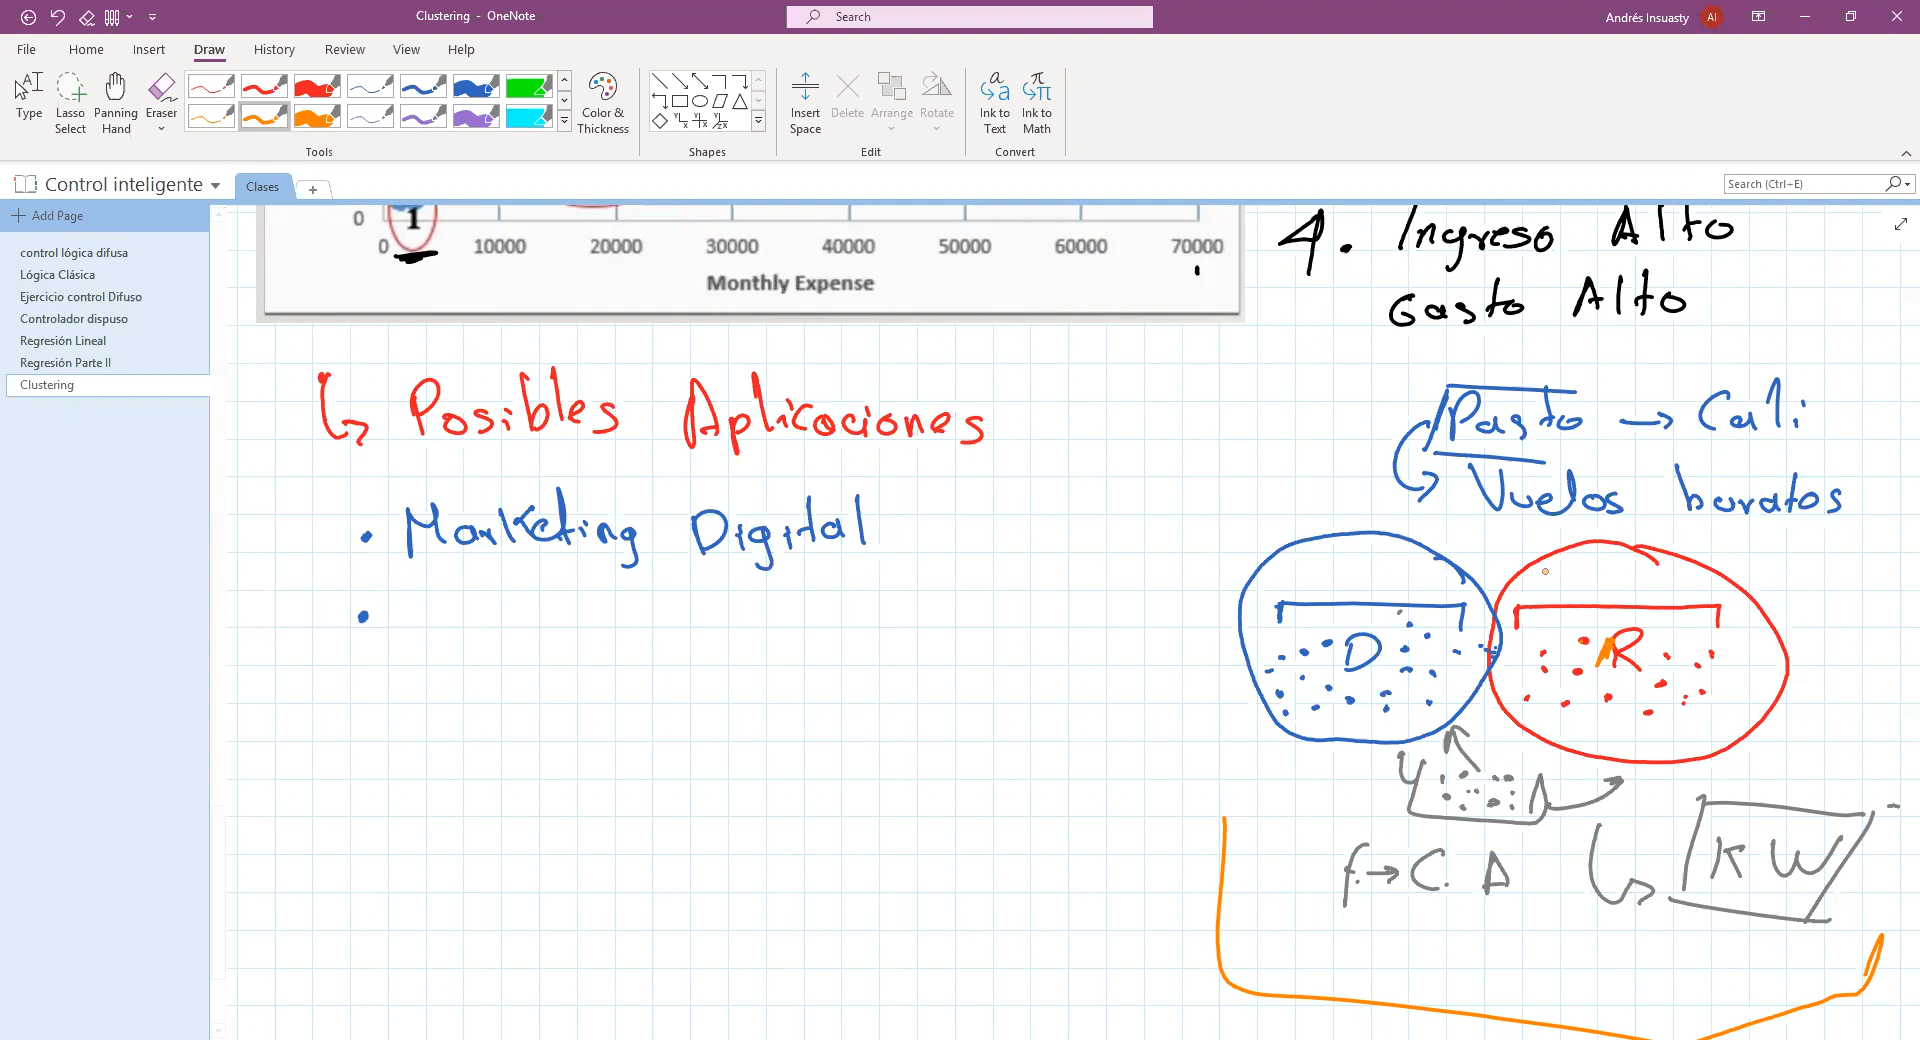 Clustering - OneNote
Search
Andrés Insuasty
AI
File Home Insert Draw History Review View Help
Type
Lasso Select
Panning Hand
Eraser
Color & Thickness
Insert Space
Delete
Arrange
Rotate
Ink to Text
Ink to Math
Tools
Shapes
Edit
Convert
Control inteligente
Clases
Search (Ctrl+E)
Add Page
control lógica difusa
Lógica Clásica
Ejercicio control Difuso
Controlador dispuso
Regresión Lineal
Regresión Parte II
Clustering
0
1
0 10000 20000 30000 40000 50000 60000 70000
Monthly Expense
4. Ingreso Alto
Gasto Alto
Posibles Aplicaciones
Pasto → Cali
Vuelos baratos
• Marketing Digital
•
D
R
f. → C. A
KW